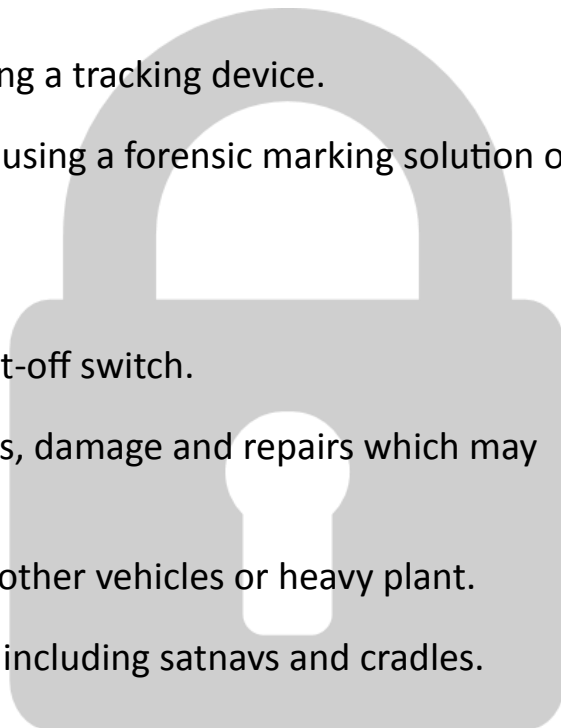 ng a tracking device.
using a forensic marking solution o
t-off switch.
s, damage and repairs which may
other vehicles or heavy plant.
including satnavs and cradles.